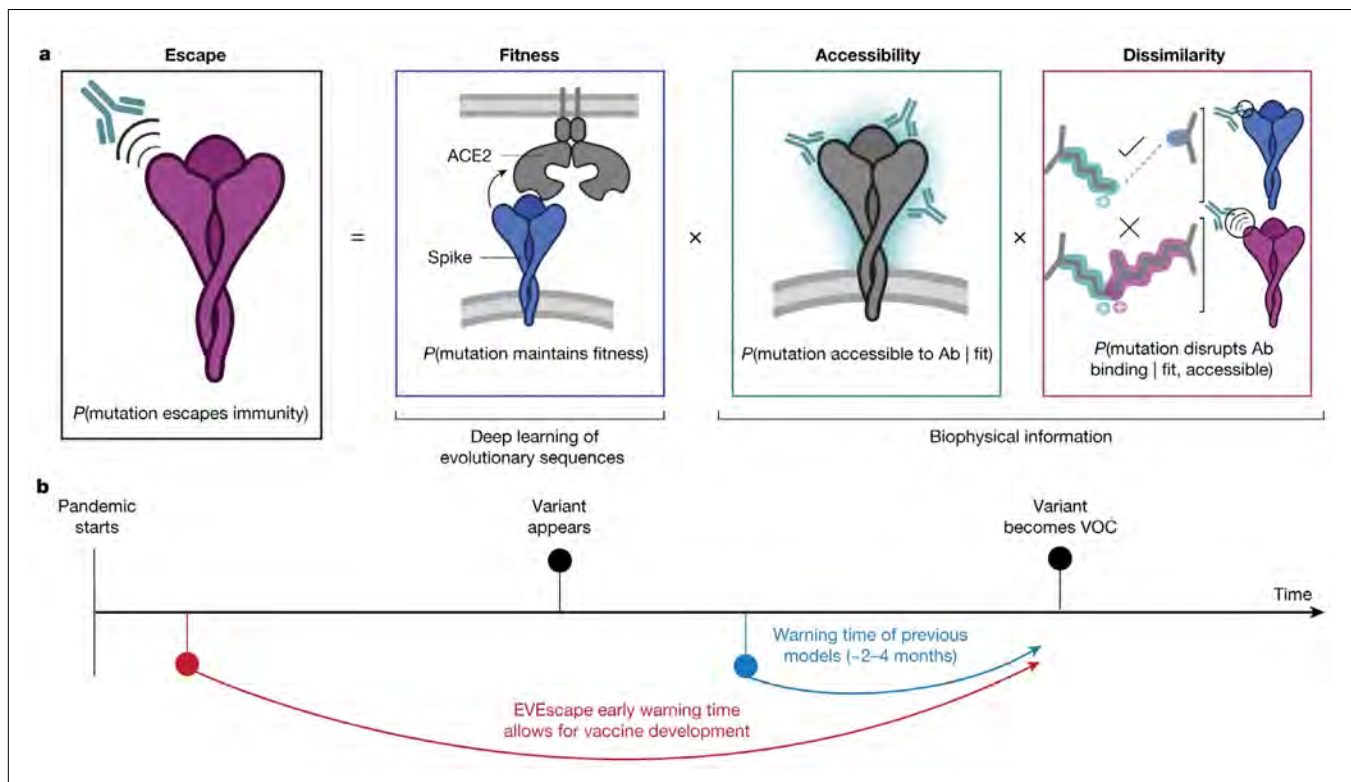 a
Escape
Fitness
Accessibility
Dissimilarity
ACE2
Spike
=
×
×
P(mutation escapes immunity)
P(mutation maintains fitness)
P(mutation accessible to Ab | fit)
P(mutation disrupts Ab
binding | fit, accessible)
Deep learning of
evolutionary sequences
Biophysical information
b
Pandemic
starts
Variant
appears
Variant
becomes VOC
Time
Warning time of previous
models (~2–4 months)
EVEscape early warning time
allows for vaccine development